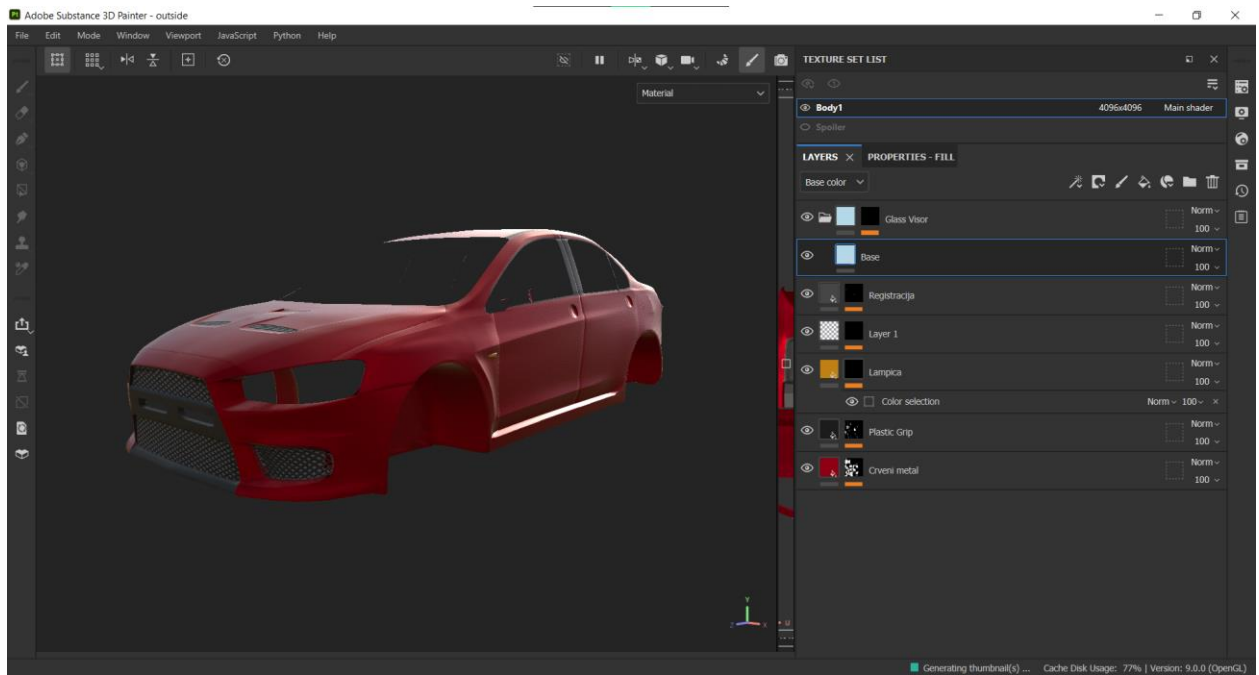 Pt Adobe Substance 3D Painter - outside
File Edit Mode Window Viewport JavaScript Python Help
TEXTURE SET LIST
Material
Body1 4096x4096 Main shader
Spoiler
LAYERS PROPERTIES - FILL
Base color
Glass Visor Norm
100
Base Norm
100
Registracija Norm
100
Layer 1 Norm
100
Lampica Norm
100
Color selection Norm 100
Plastic Grip Norm
100
Crveni metal Norm
100
Y
Z X
U
Generating thumbnail(s) ... Cache Disk Usage: 77% | Version: 9.0.0 (OpenGL)